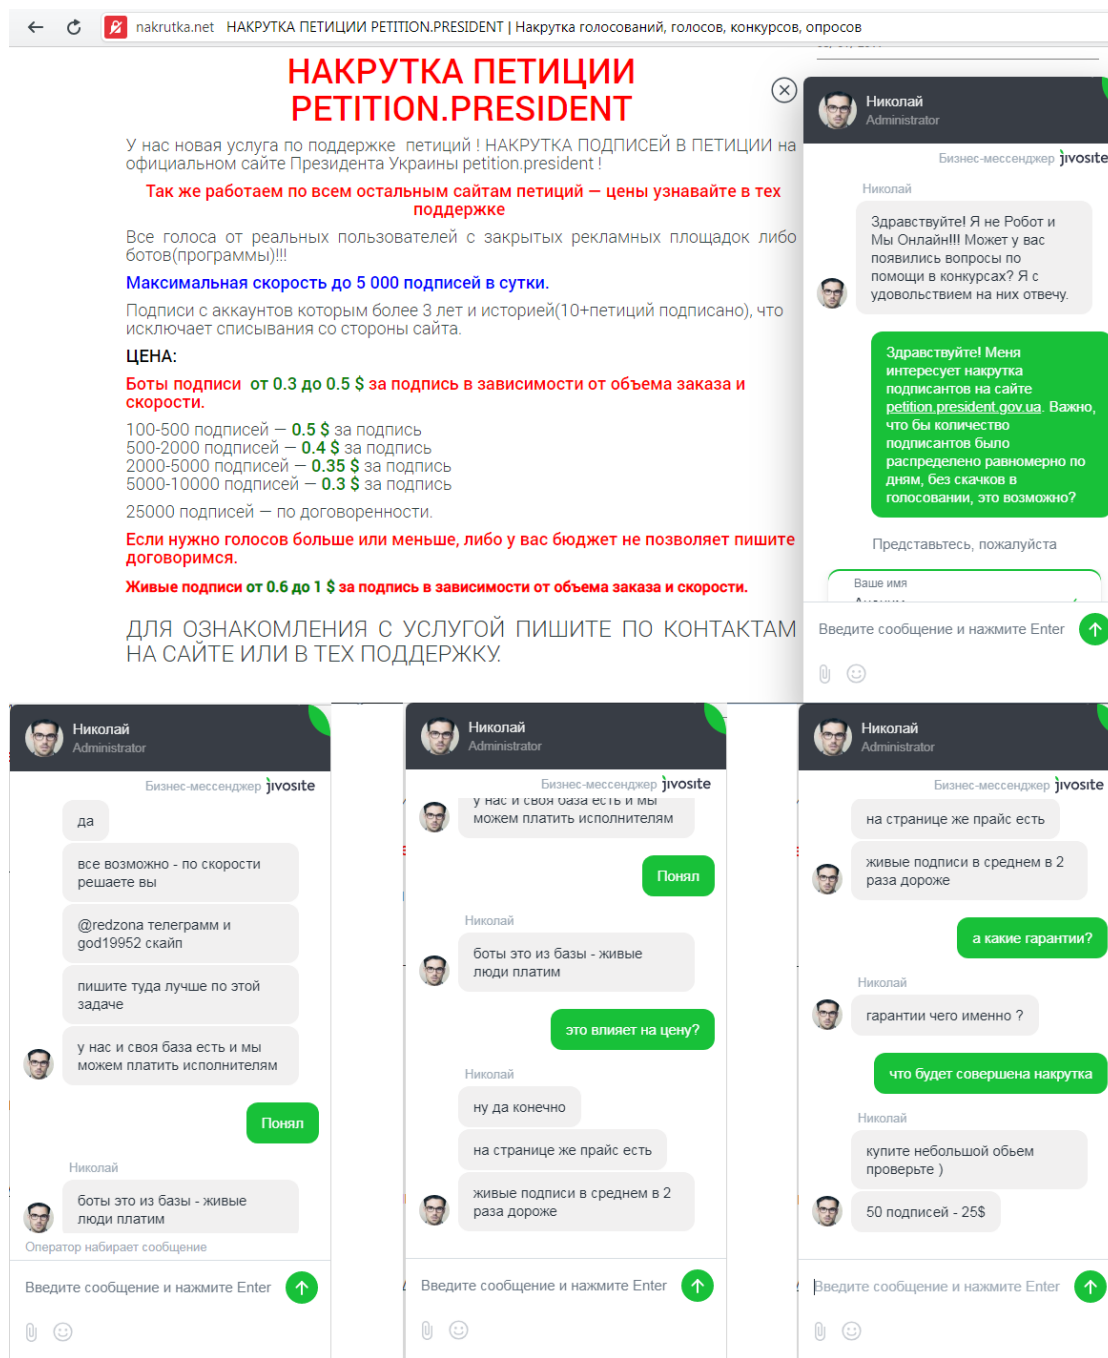 nakrutka.net НАКРУТКА ПЕТИЦИИ PETITION.PRESIDENT | Накрутка голосований, голосов, конкурсов, опросов
НАКРУТКА ПЕТИЦИИ
PETITION.PRESIDENT
У нас новая услуга по поддержке петиций ! НАКРУТКА ПОДПИСЕЙ В ПЕТИЦИИ на
официальном сайте Президента Украины petition.president !
Так же работаем по всем остальным сайтам петиций — цены узнавайте в тех
поддержке
Все голоса от реальных пользователей с закрытых рекламных площадок либо
ботов(программы)!!!
Максимальная скорость до 5 000 подписей в сутки.
Подписи с аккаунтов которым более 3 лет и историей(10+петиций подписано), что
исключает списывания со стороны сайта.
ЦЕНА:
Боты подписи от 0.3 до 0.5 $ за подпись в зависимости от объема заказа и
скорости.
100-500 подписей — 0.5 $ за подпись
500-2000 подписей — 0.4 $ за подпись
2000-5000 подписей — 0.35 $ за подпись
5000-10000 подписей — 0.3 $ за подпись
25000 подписей — по договоренности.
Если нужно голосов больше или меньше, либо у вас бюджет не позволяет пишите
договоримся.
Живые подписи от 0.6 до 1 $ за подпись в зависимости от объема заказа и скорости.
ДЛЯ ОЗНАКОМЛЕНИЯ С УСЛУГОЙ ПИШИТЕ ПО КОНТАКТАМ
НА САЙТЕ ИЛИ В ТЕХ ПОДДЕРЖКУ.
Николай
Administrator
Бизнес-мессенджер jivosite
Николай
Здравствуйте! Я не Робот и
Мы Онлайн!!! Может у вас
появились вопросы по
помощи в конкурсах? Я с
удовольствием на них отвечу.
Здравствуйте! Меня
интересует накрутка
подписантов на сайте
petition.president.gov.ua. Важно,
что бы количество
подписантов было
распределено равномерно по
дням, без скачков в
голосовании, это возможно?
Представьтесь, пожалуйста
Ваше имя
Введите сообщение и нажмите Enter
Николай
Administrator
Бизнес-мессенджер jivosite
да
все возможно - по скорости
решаете вы
@redzona телеграмм и
god19952 скайп
пишите туда лучше по этой
задаче
у нас и своя база есть и мы
можем платить исполнителям
Понял
Николай
боты это из базы - живые
люди платим
Оператор набирает сообщение
Введите сообщение и нажмите Enter
Николай
Administrator
Бизнес-мессенджер jivosite
у нас и своя база есть и мы
можем платить исполнителям
Понял
Николай
боты это из базы - живые
люди платим
это влияет на цену?
Николай
ну да конечно
на странице же прайс есть
живые подписи в среднем в 2
раза дороже
Введите сообщение и нажмите Enter
Николай
Administrator
Бизнес-мессенджер jivosite
на странице же прайс есть
живые подписи в среднем в 2
раза дороже
а какие гарантии?
Николай
гарантии чего именно ?
что будет совершена накрутка
Николай
купите небольшой обьем
проверьте )
50 подписей - 25$
Введите сообщение и нажмите Enter